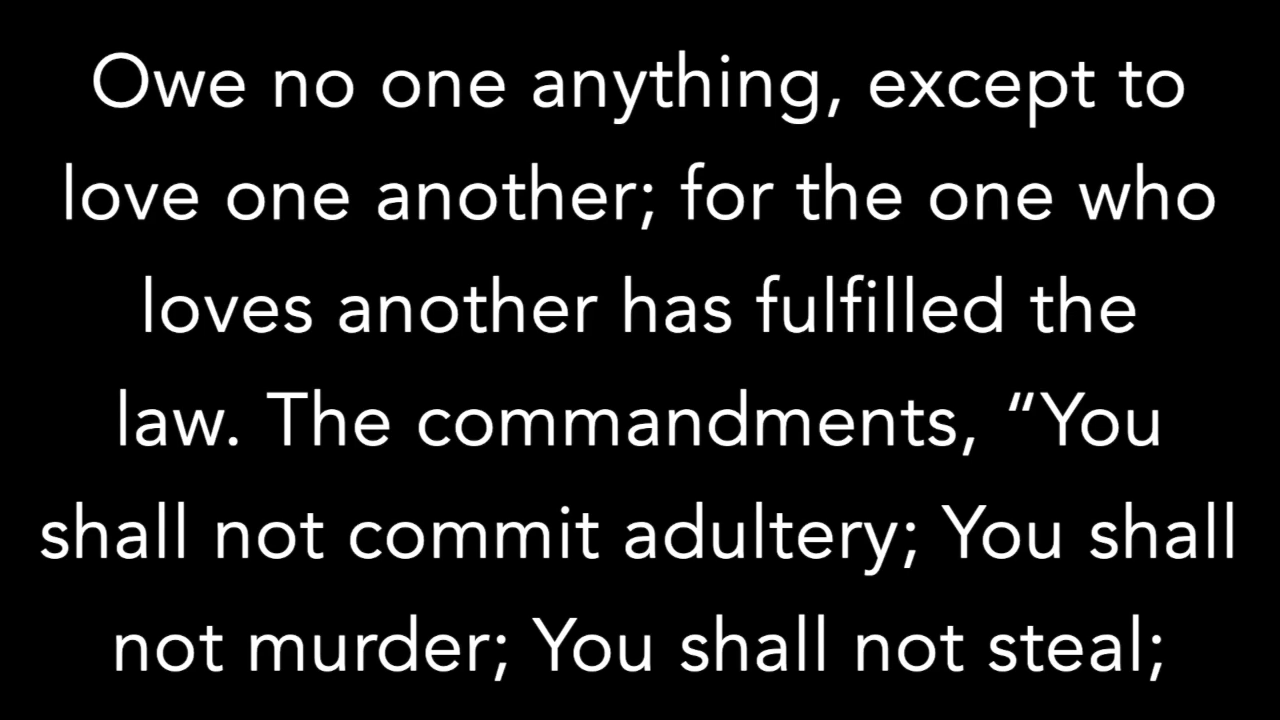 Owe no one anything, except to
love one another; for the one who
loves another has fulfilled the
law. The commandments, “You
shall not commit adultery; You shall
not murder; You shall not steal;